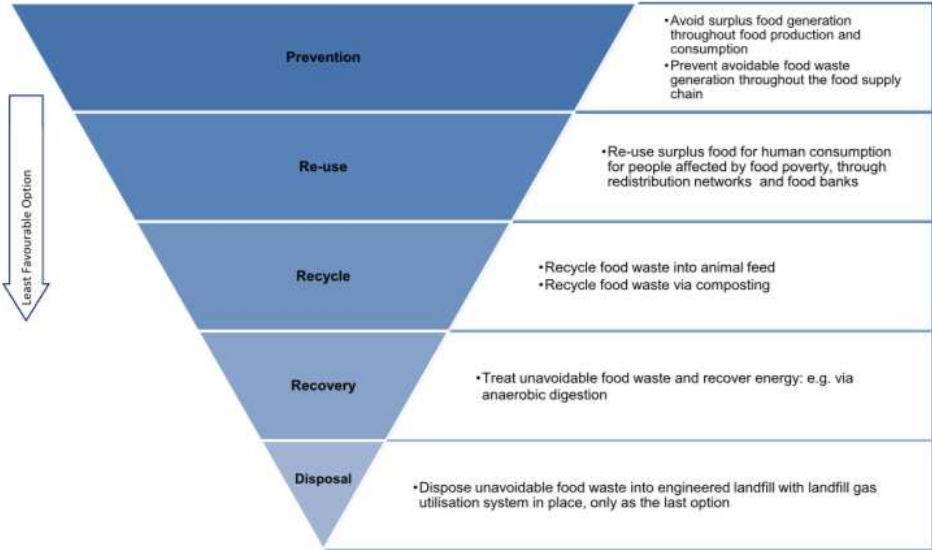 Prevention
•Avoid surplus food generation
throughout food production and
consumption
•Prevent avoidable food waste
generation throughout the food supply
chain
Least Favourable Option
Re-use
•Re-use surplus food for human consumption
for people affected by food poverty, through
redistribution networks and food banks
Recycle
•Recycle food waste into animal feed
•Recycle food waste via composting
Recovery
•Treat unavoidable food waste and recover energy: e.g. via
anaerobic digestion
Disposal
•Dispose unavoidable food waste into engineered landfill with landfill gas
utilisation system in place, only as the last option